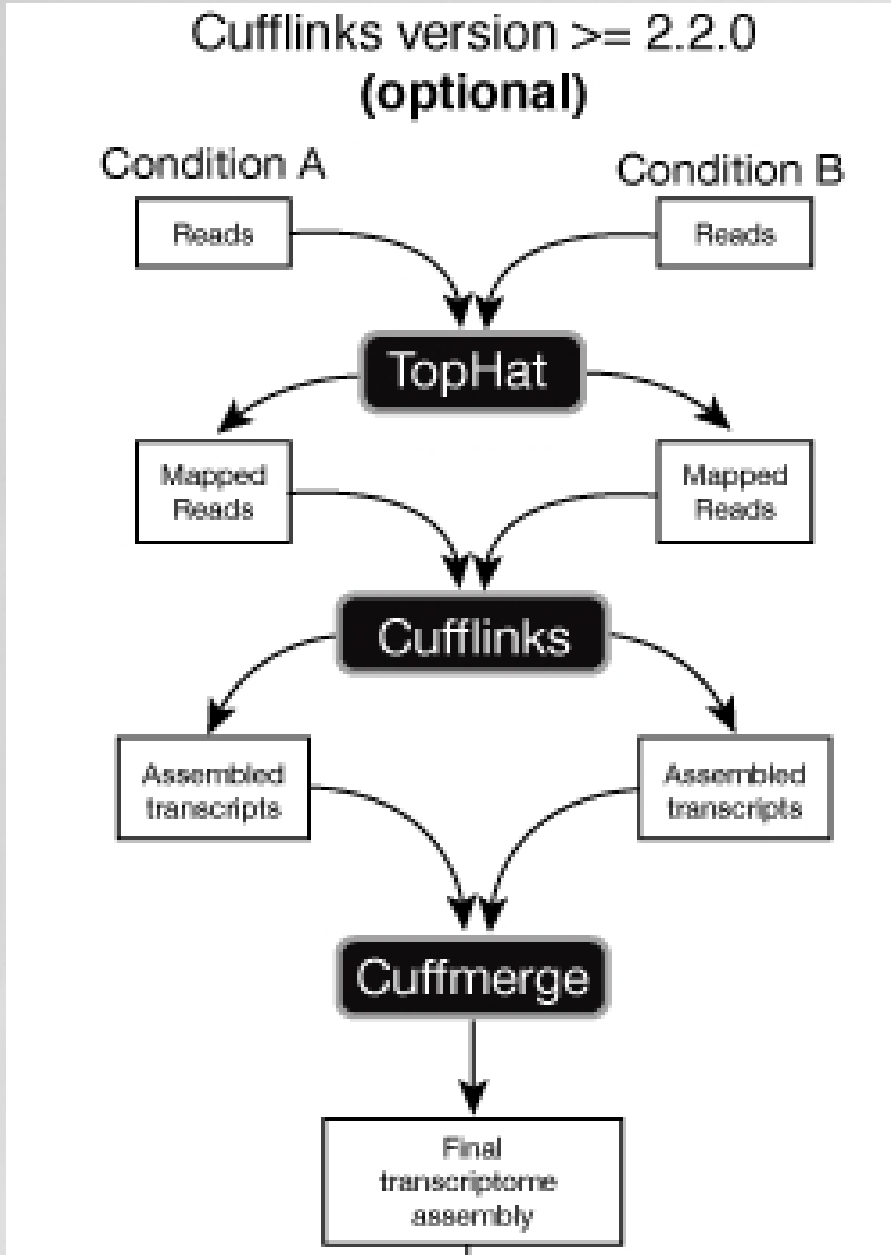 Cufflinks version >= 2.2.0
(optional)
Condition A
Condition B
Reads
Reads
TopHat
Mapped
Reads
Mapped
Reads
Cufflinks
Assembled
transcripts
Assembled
transcripts
Cuffmerge
Final
transcriptome
assembly